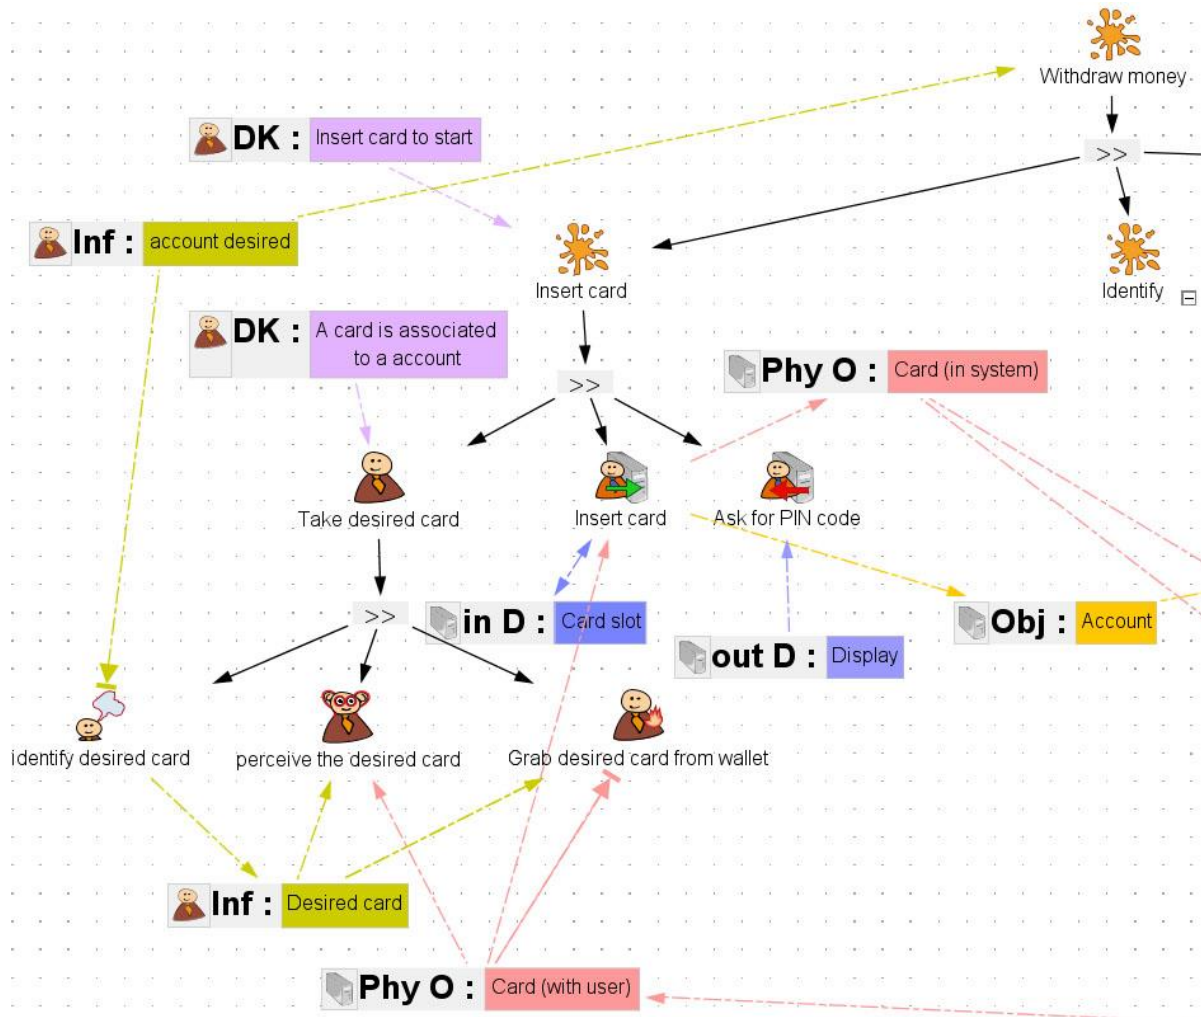 Withdraw money
>>
DK : Insert card to start
Inf : account desired
Insert card
Identify
DK : A card is associated
to a account
>>
Phy O : Card (in system)
Take desired card
Insert card
Ask for PIN code
>>
in D : Card slot
out D : Display
Obj : Account
identify desired card
perceive the desired card
Grab desired card from wallet
Inf : Desired card
Phy O : Card (with user)